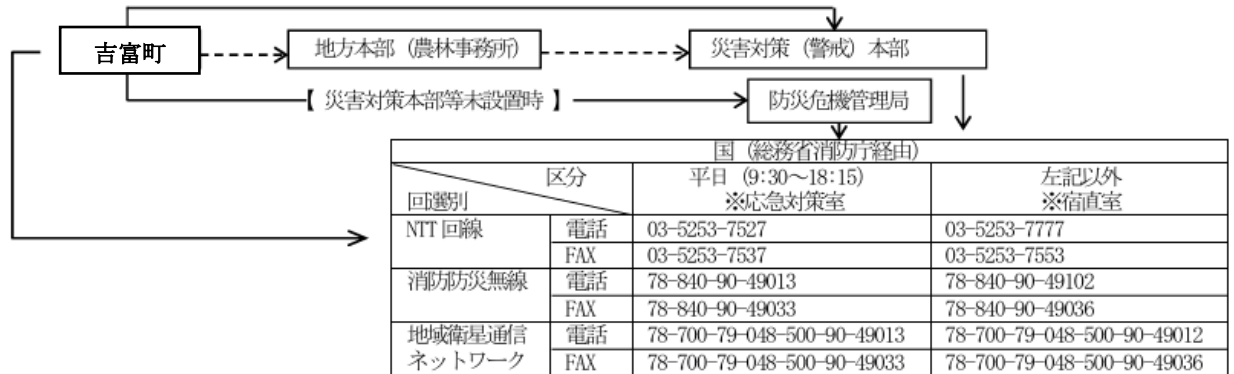 吉富町
地方本部（農林事務所）
災害対策（警戒）本部
【 災害対策本部等未設置時 】
防災危機管理局
国（総務省消防庁経由）
区分
回選別
平日（9:30～18:15）
※応急対策室
左記以外
※宿直室
NTT回線 電話 03-5253-7527 03-5253-7777
FAX 03-5253-7537 03-5253-7553
消防防災無線 電話 78-840-90-49013 78-840-90-49102
FAX 78-840-90-49033 78-840-90-49036
地域衛星通信 電話 78-700-79-048-500-90-49013 78-700-79-048-500-90-49012
ネットワーク FAX 78-700-79-048-500-90-49033 78-700-79-048-500-90-49036